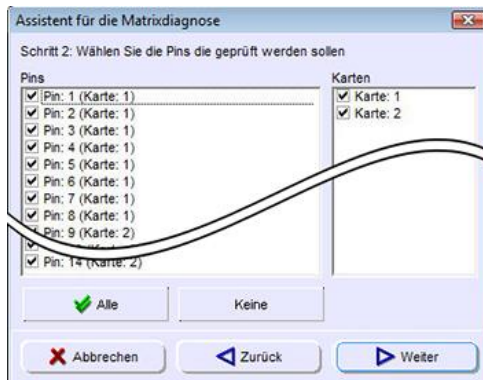 Assistent für die Matrixdiagnose
Schritt 2: Wählen Sie die Pins die geprüft werden sollen
Pins
Pin: 1 (Karte: 1)
Pin: 2 (Karte: 1)
Pin: 3 (Karte: 1)
Pin: 4 (Karte: 1)
Pin: 5 (Karte: 1)
Pin: 6 (Karte: 1)
Pin: 7 (Karte: 1)
Pin: 8 (Karte: 1)
Pin: 9 (Karte: 2)
Pin: 14 (Karte: 2)
Karten
Karte: 1
Karte: 2
Alle
Keine
Abbrechen
Zurück
Weiter